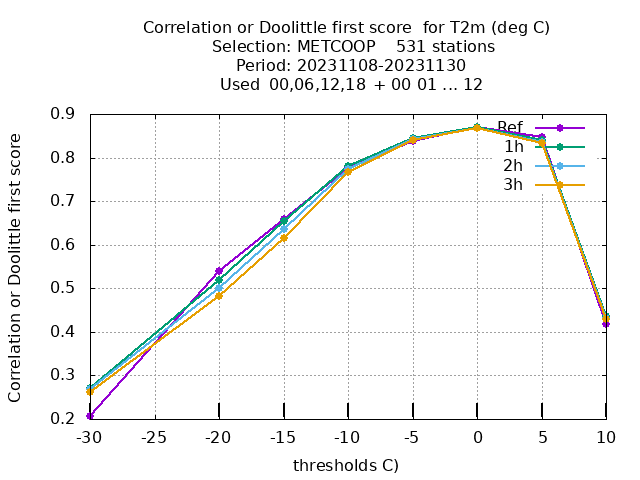 Correlation or Doolittle first score  for T2m (deg C)
Selection: METCOOP    531 stations
Period: 20231108-20231130
Used  00,06,12,18  + 00 01 ... 12
Correlation or Doolittle first score
0.9
0.8
0.7
0.6
0.5
0.4
0.3
0.2
Ref
1h
2h
3h
-30 -25 -20 -15 -10 -5 0 5 10
thresholds C)